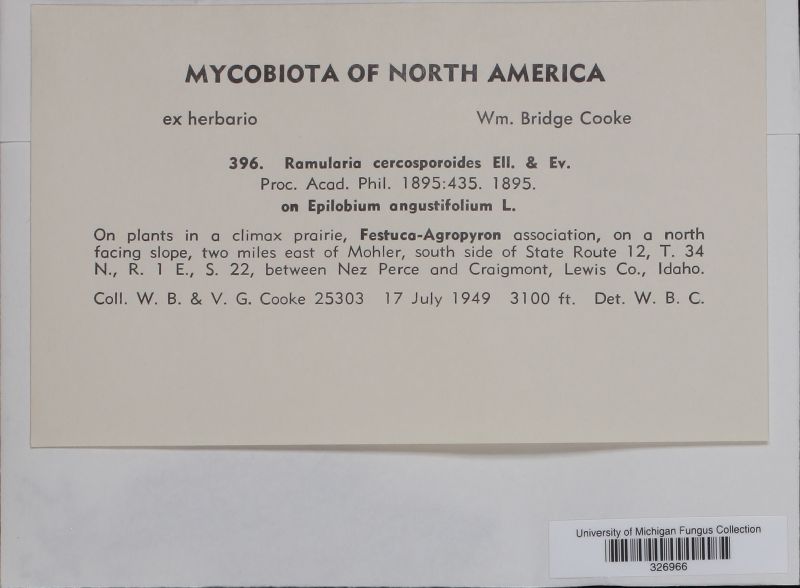 MYCOBIOTA OF NORTH AMERICA
ex herbario Wm. Bridge Cooke
396. Ramularia cercosporoides Ell. & Ev.
Proc. Acad. Phil. 1895:435. 1895.
on Epilobium angustifolium L.
On plants in a climax prairie, Festuca-Agropyron association, on a north
facing slope, two miles east of Mohler, south side of State Route 12, T. 34
N., R. 1 E., S. 22, between Nez Perce and Craigmont, Lewis Co., Idaho.
Coll. W. B. & V. G. Cooke 25303 17 July 1949 3100 ft. Det. W. B. C.
University of Michigan Fungus Collection
326966